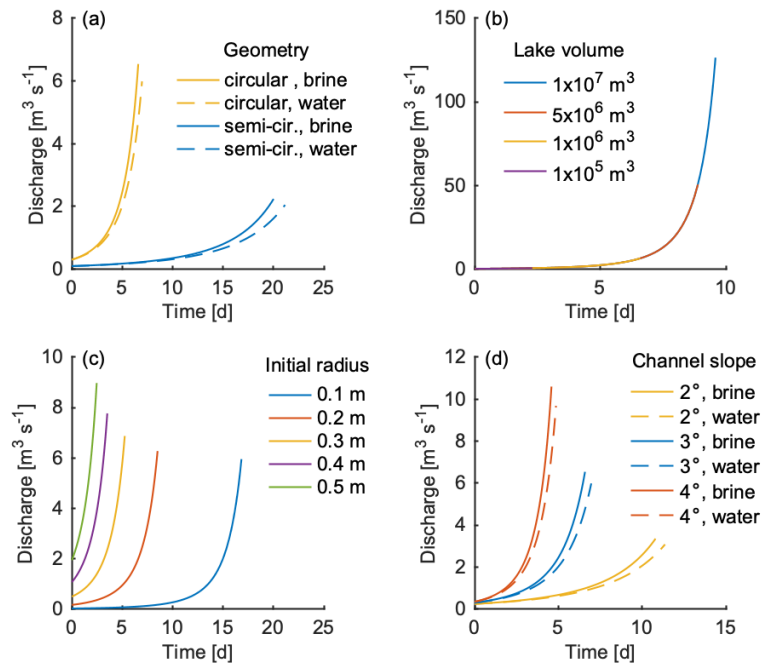 (a)
Geometry
circular , brine
circular, water
semi-cir., brine
semi-cir., water
Discharge [m³ s⁻¹]
0
2
4
6
8
0
5
10
15
20
25
Time [d]
(b)
Lake volume
1x10⁷ m³
5x10⁶ m³
1x10⁶ m³
1x10⁵ m³
Discharge [m³ s⁻¹]
0
50
100
150
0
5
10
Time [d]
(c)
Initial radius
0.1 m
0.2 m
0.3 m
0.4 m
0.5 m
Discharge [m³ s⁻¹]
0
2
4
6
8
10
0
5
10
15
20
25
Time [d]
(d)
Channel slope
2°, brine
2°, water
3°, brine
3°, water
4°, brine
4°, water
Discharge [m³ s⁻¹]
0
2
4
6
8
10
12
0
5
10
15
Time [d]